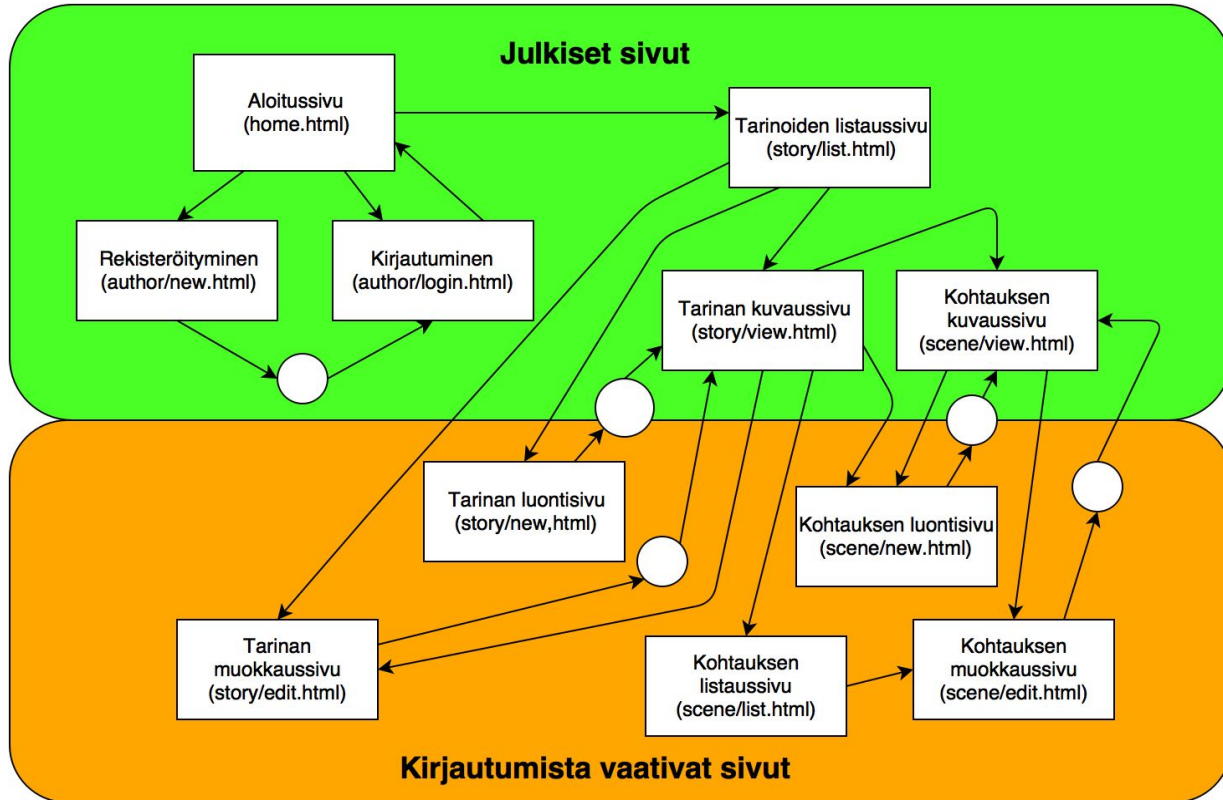 Julkiset sivut
Aloitussivu
(home.html)
Tarinoiden listaussivu
(story/list.html)
Rekisteröityminen
(author/new.html)
Kirjautuminen
(author/login.html)
Tarinan kuvaussivu
(story/view.html)
Kohtauksen
kuvaussivu
(scene/view.html)
Tarinan luontisivu
(story/new,html)
Kohtauksen luontisivu
(scene/new.html)
Tarinan
muokkaussivu
(story/edit.html)
Kohtauksen
listaussivu
(scene/list.html)
Kohtauksen
muokkaussivu
(scene/edit.html)
Kirjautumista vaativat sivut